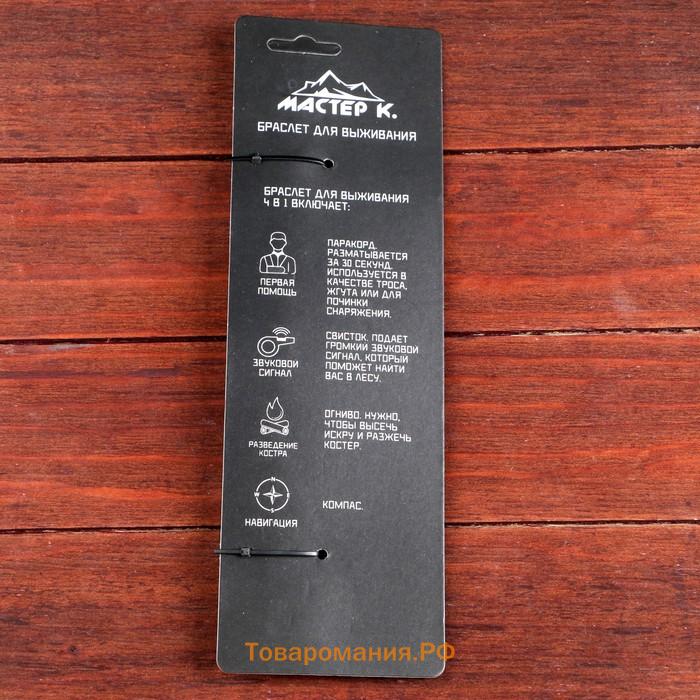 МАСТЕР К.
БРАСЛЕТ ДЛЯ ВЫЖИВАНИЯ
БРАСЛЕТ ДЛЯ ВЫЖИВАНИЯ
4 В 1 ВКЛЮЧАЕТ:
ПЕРВАЯ
ПОМОЩЬ
ПАРАКОРД.
РАЗМАТЫВАЕТСЯ
ЗА 30 СЕКУНД.
ИСПОЛЬЗУЕТСЯ В
КАЧЕСТВЕ ТРОСА,
ЖГУТА ИЛИ ДЛЯ
ПОЧИНКИ
СНАРЯЖЕНИЯ.
ЗВУКОВОЙ
СИГНАЛ
СВИСТОК. ПОДАЕТ
ГРОМКИЙ ЗВУКОВОЙ
СИГНАЛ, КОТОРЫЙ
ПОМОЖЕТ НАЙТИ
ВАС В ЛЕСУ.
РАЗВЕДЕНИЕ
КОСТРА
ОГНИВО. НУЖНО,
ЧТОБЫ ВЫСЕЧЬ
ИСКРУ И РАЗЖЕЧЬ
КОСТЕР.
N
W E
S
НАВИГАЦИЯ
КОМПАС.
Товаромания.РФ